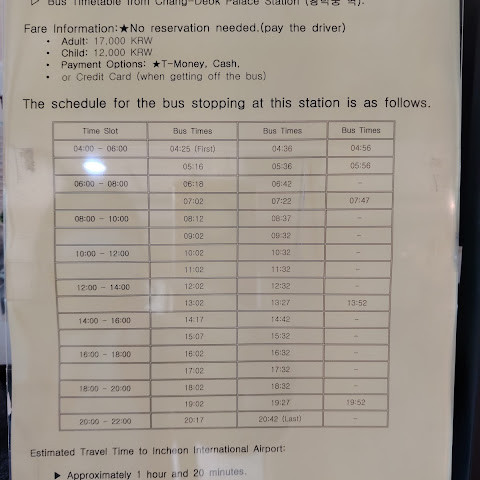 ▷ Bus Timetable from Chang-Deok Palace Station
Fare Information:★No reservation needed.(pay the driver)
• Adult: 17,000 KRW
• Child: 12,000 KRW
• Payment Options: ★T-Money, Cash,
• or Credit Card (when getting off the bus)
The schedule for the bus stopping at this station is as follows.
Time Slot Bus Times Bus Times Bus Times
04:00 - 06:00 04:25 (First) 04:36 04:56
05:16 05:36 05:56
06:00 - 08:00 06:18 06:42 -
07:02 07:22 07:47
08:00 - 10:00 08:12 08:37 -
09:02 09:32 -
10:00 - 12:00 10:02 10:32 -
11:02 11:32 -
12:00 - 14:00 12:02 12:32 -
13:02 13:27 13:52
14:00 - 16:00 14:17 14:42 -
15:07 15:32 -
16:00 - 18:00 16:02 16:32 -
17:02 17:32 -
18:00 - 20:00 18:02 18:32 -
19:02 19:27 19:52
20:00 - 22:00 20:17 20:42 (Last) -
Estimated Travel Time to Incheon International Airport:
▶ Approximately 1 hour and 20 minutes.